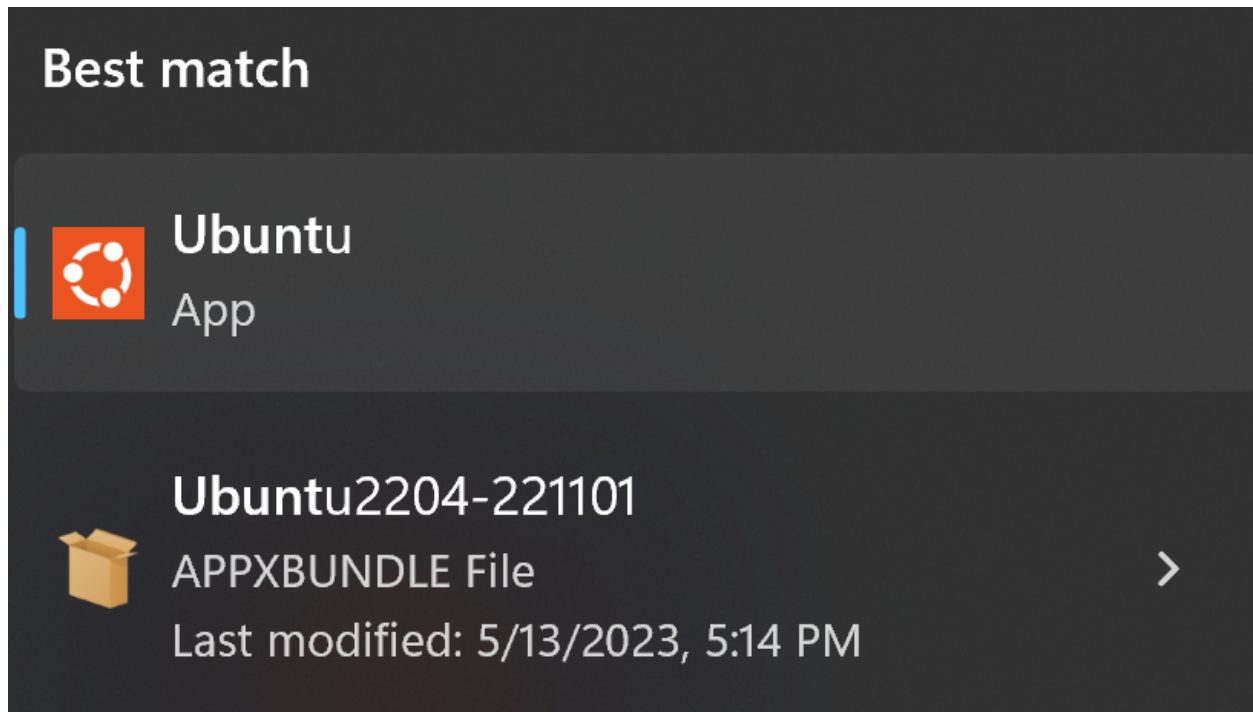 Best match
Ubuntu
App
Ubuntu2204-221101
APPXBUNDLE File
Last modified: 5/13/2023, 5:14 PM